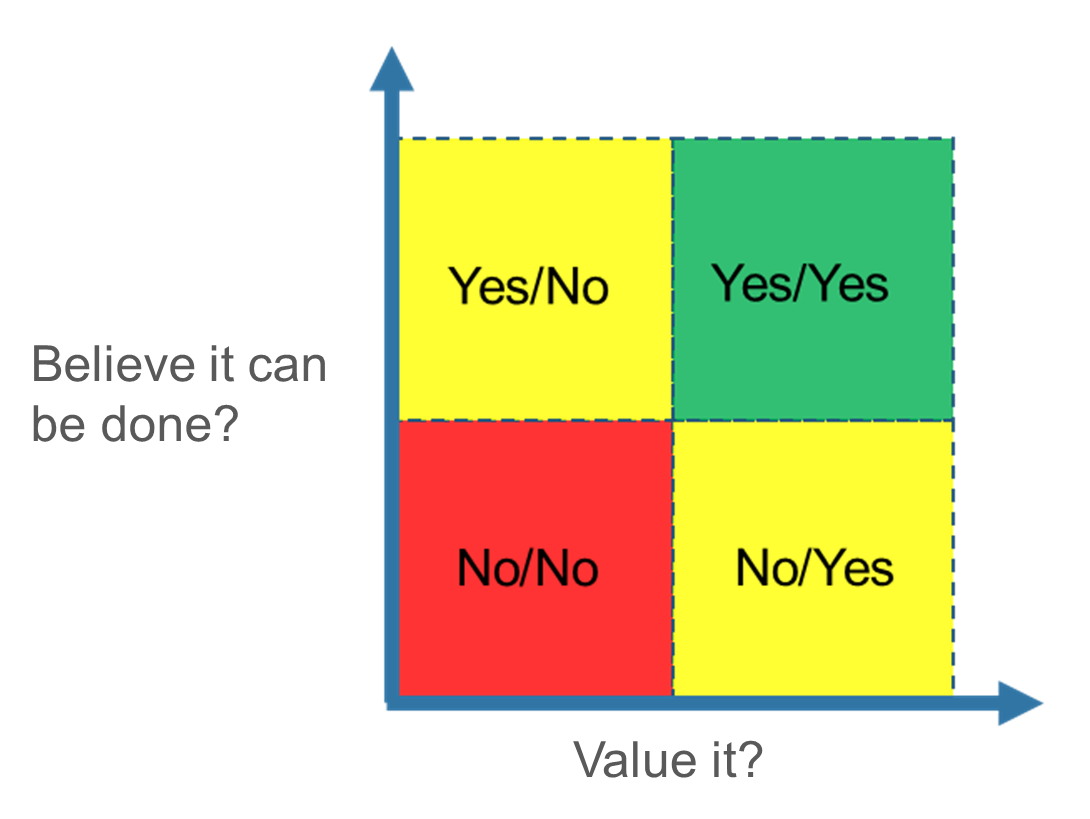 Yes/No
Yes/Yes
Believe it can
be done?
No/No
No/Yes
Value it?